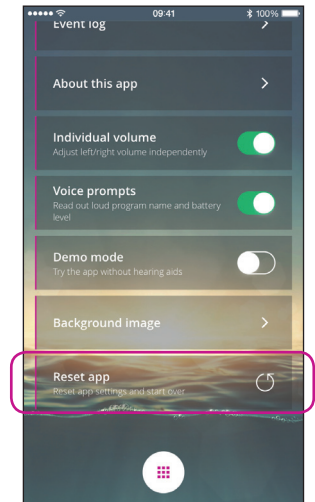 09:41
100%
Event log
About this app
Individual volume
Adjust left/right volume independently
Voice prompts
Read out loud program name and battery
level
Demo mode
Try the app without hearing aids
Background image
Reset app
Reset app settings and start over